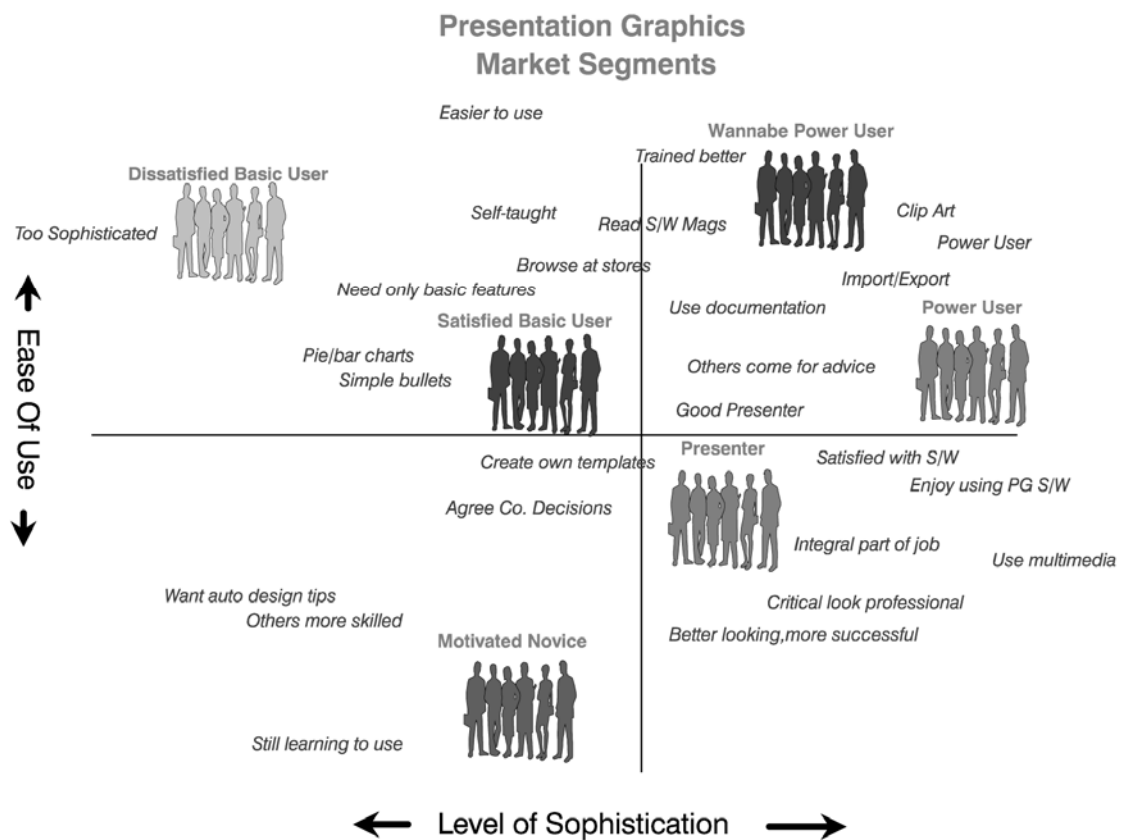 Presentation Graphics
Market Segments
Easier to use
Wannabe Power User
Trained better
Dissatisfied Basic User
Self-taught
Read S/W Mags
Clip Art
Too Sophisticated
Power User
Browse at stores
Import/Export
Need only basic features
Use documentation
Power User
Satisfied Basic User
Pie/bar charts
Simple bullets
Others come for advice
Good Presenter
Ease Of Use
Presenter
Create own templates
Satisfied with S/W
Enjoy using PG S/W
Agree Co. Decisions
Integral part of job
Use multimedia
Want auto design tips
Others more skilled
Critical look professional
Better looking,more successful
Motivated Novice
Still learning to use
Level of Sophistication